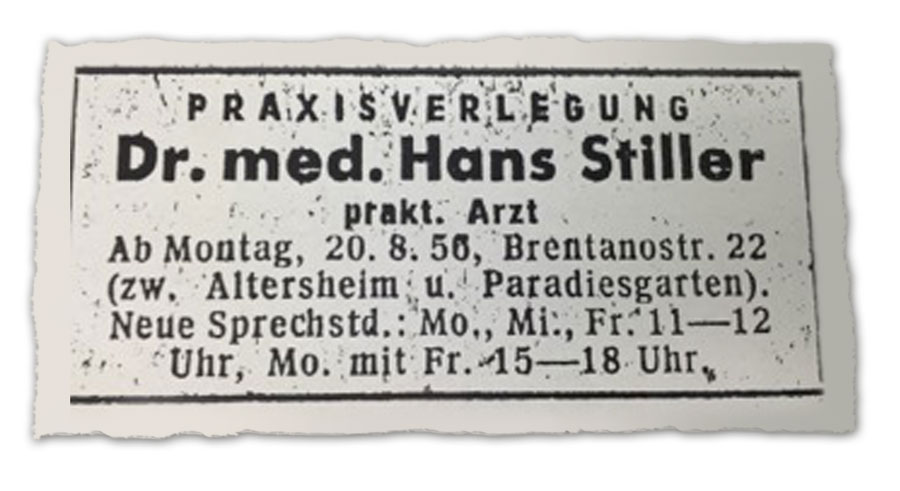 PRAXISVERLEGUNG
Dr. med. Hans Stiller
prakt. Arzt
Ab Montag, 20. 8. 56, Brentanostr. 22
(zw. Altersheim u. Paradiesgarten).
Neue Sprechstd.: Mo., Mi., Fr. 11—12
Uhr, Mo. mit Fr. 15—18 Uhr.